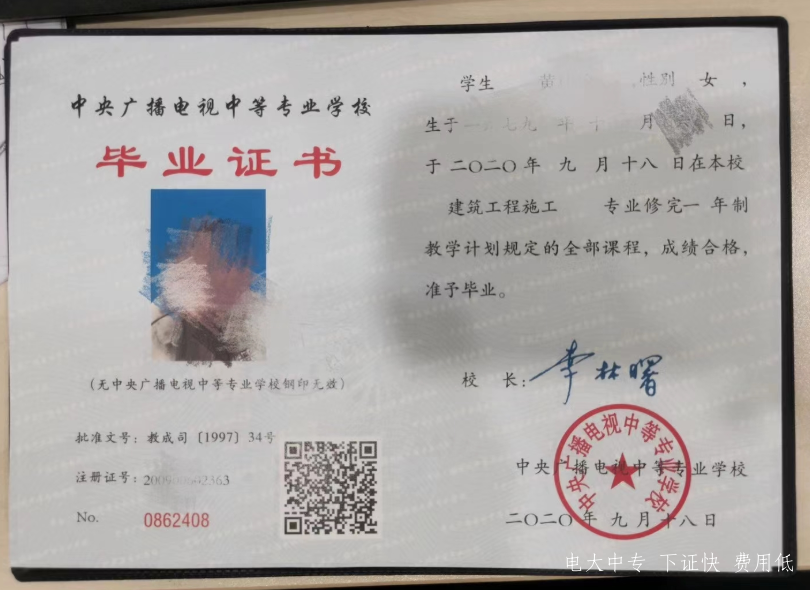 中央广播电视中等专业学校
毕业证书
(无中央广播电视中等专业学校钢印无效)
批准文号：教成司〔1997〕34号
注册证号：
No. 0862408
学生 黄 ,性别 女 ,
生于 七九 年 十 月 日，
于二〇二〇年 九 月十八 日在本校
建筑工程施工 专业修完一 年制
教学计划规定的全部课程，成绩合格，
准予毕业。
校 长：李林曙
中央广播电视中等专业学校
中央广播电视中等专业学校
二〇二〇年 九 月 十八日
电大中专 下证快 费用低